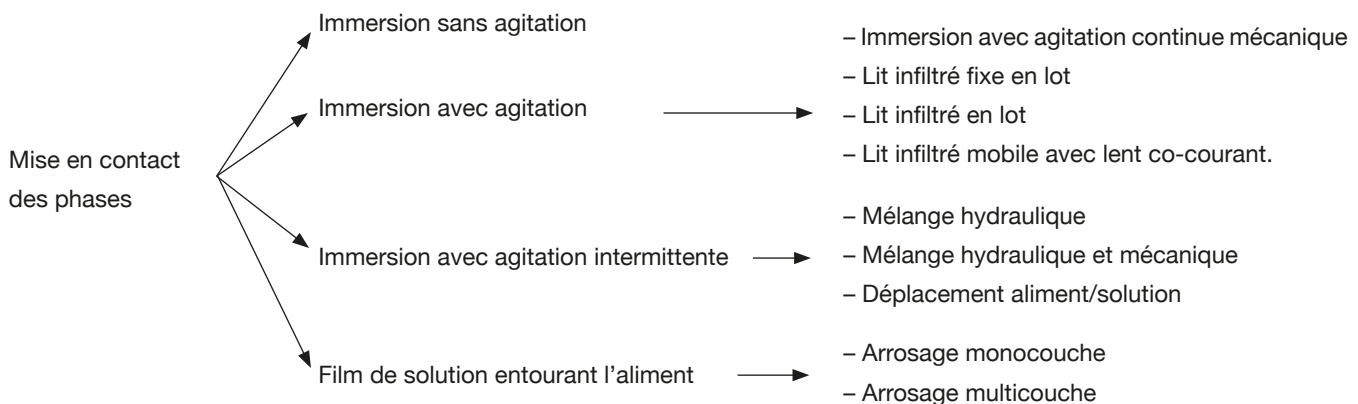 Mise en contact
des phases
Immersion sans agitation
Immersion avec agitation
– Immersion avec agitation continue mécanique
– Lit infiltré fixe en lot
– Lit infiltré en lot
– Lit infiltré mobile avec lent co-courant.
Immersion avec agitation intermittente
– Mélange hydraulique
– Mélange hydraulique et mécanique
– Déplacement aliment/solution
Film de solution entourant l’aliment
– Arrosage monocouche
– Arrosage multicouche